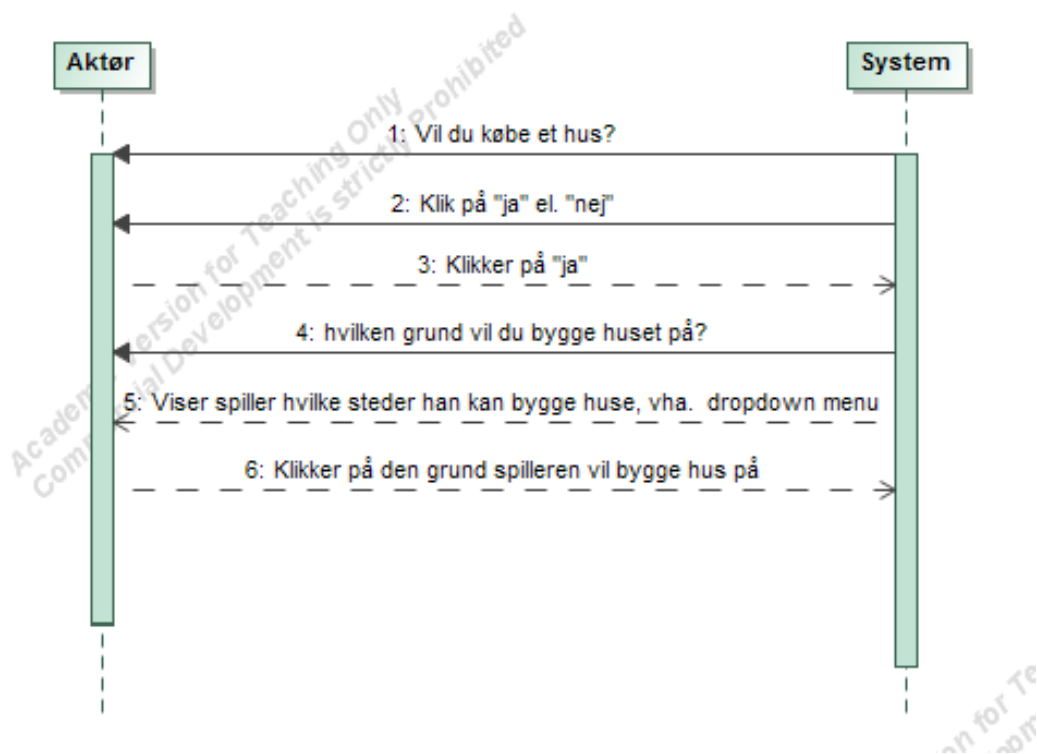 Aktør
System
1: Vil du købe et hus?
2: Klik på "ja" el. "nej"
3: Klikker på "ja"
4: hvilken grund vil du bygge huset på?
5: Viser spiller hvilke steder han kan bygge huse, vha. dropdown menu
6: Klikker på den grund spilleren vil bygge hus på
Version for Teaching Only
Development is strictly Prohibited